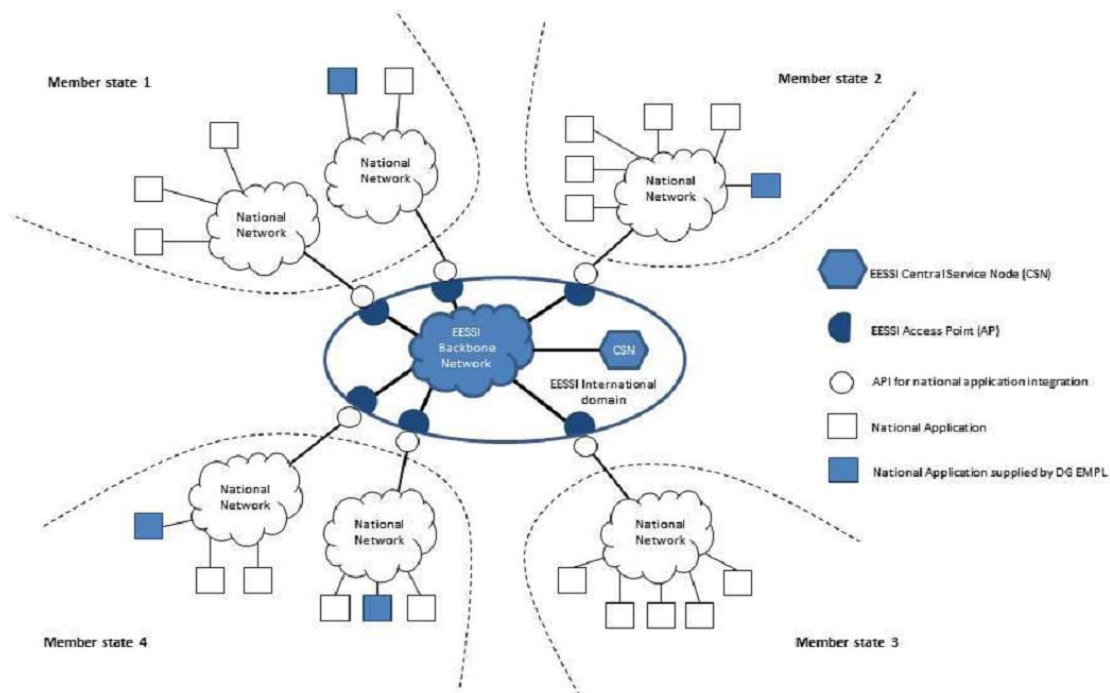 Member state 1
Member state 2
National
Network
National
Network
National
Network
EESSI
Backbone
Network
CSN
EESSI International
domain
EESSI Central Service Node (CSN)
EESSI Access Point (AP)
API for national application integration
National Application
National Application supplied by DG EMPL
National
Network
National
Network
National
Network
Member state 4
Member state 3